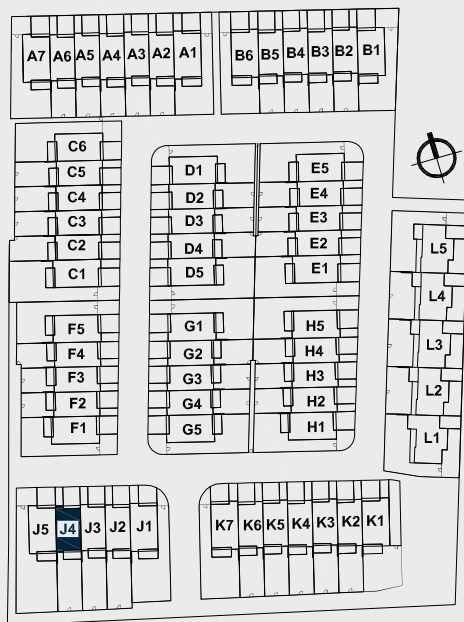 A7 A6 A5 A4 A3 A2 A1
B6 B5 B4 B3 B2 B1
C6
C5
C4
C3
C2
C1
D1
D2
D3
D4
D5
E5
E4
E3
E2
E1
L5
L4
L3
L2
L1
F5
F4
F3
F2
F1
G1
G2
G3
G4
G5
H5
H4
H3
H2
H1
J5 J4 J3 J2 J1
K7 K6 K5 K4 K3 K2 K1